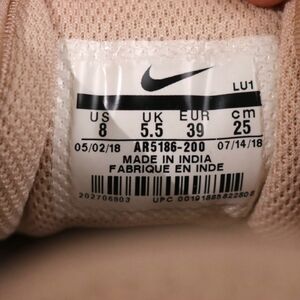 LU1
US UK EUR cm
8 5.5 39 25
05/02/18 AR5186-200 07/14/18
MADE IN INDIA
FABRIQUE EN INDE